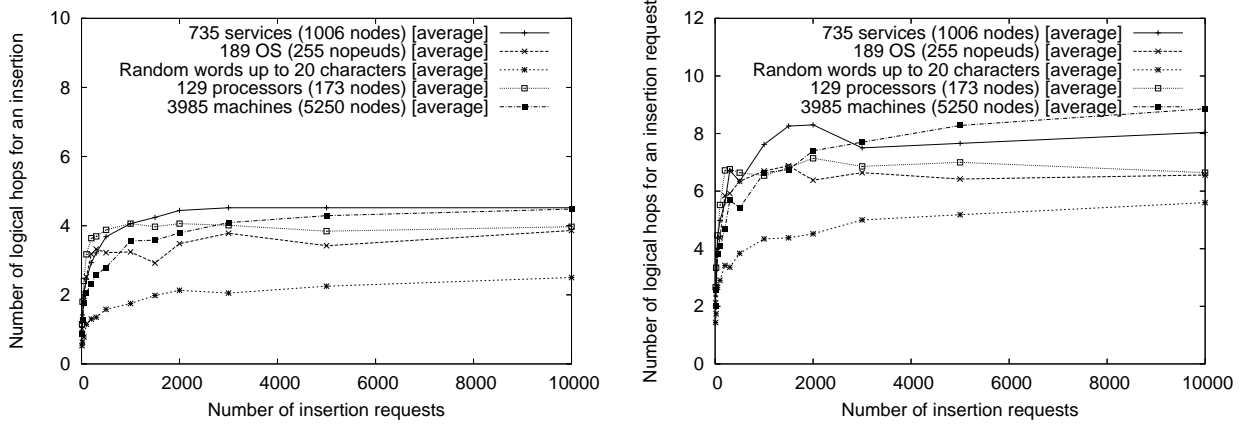 10
8
6
4
2
0
0
2000
4000
6000
8000
10000
Number of logical hops for an insertion
Number of insertion requests
735 services (1006 nodes) [average]
189 OS (255 nopeuds) [average]
Random words up to 20 characters [average]
129 processors (173 nodes) [average]
3985 machines (5250 nodes) [average]
12
10
8
6
4
2
0
0
2000
4000
6000
8000
10000
Number of logical hops for an insertion request
Number of insertion requests
735 services (1006 nodes) [average]
189 OS (255 nopeuds) [average]
Random words up to 20 characters [average]
129 processors (173 nodes) [average]
3985 machines (5250 nodes) [average]